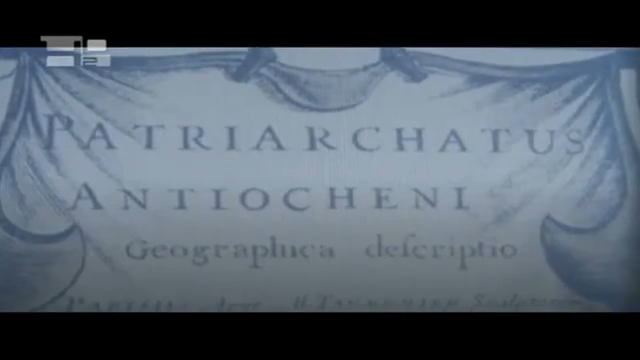 PATRIARCHATUS
ANTIOCHENI
Geographica deſcriptio